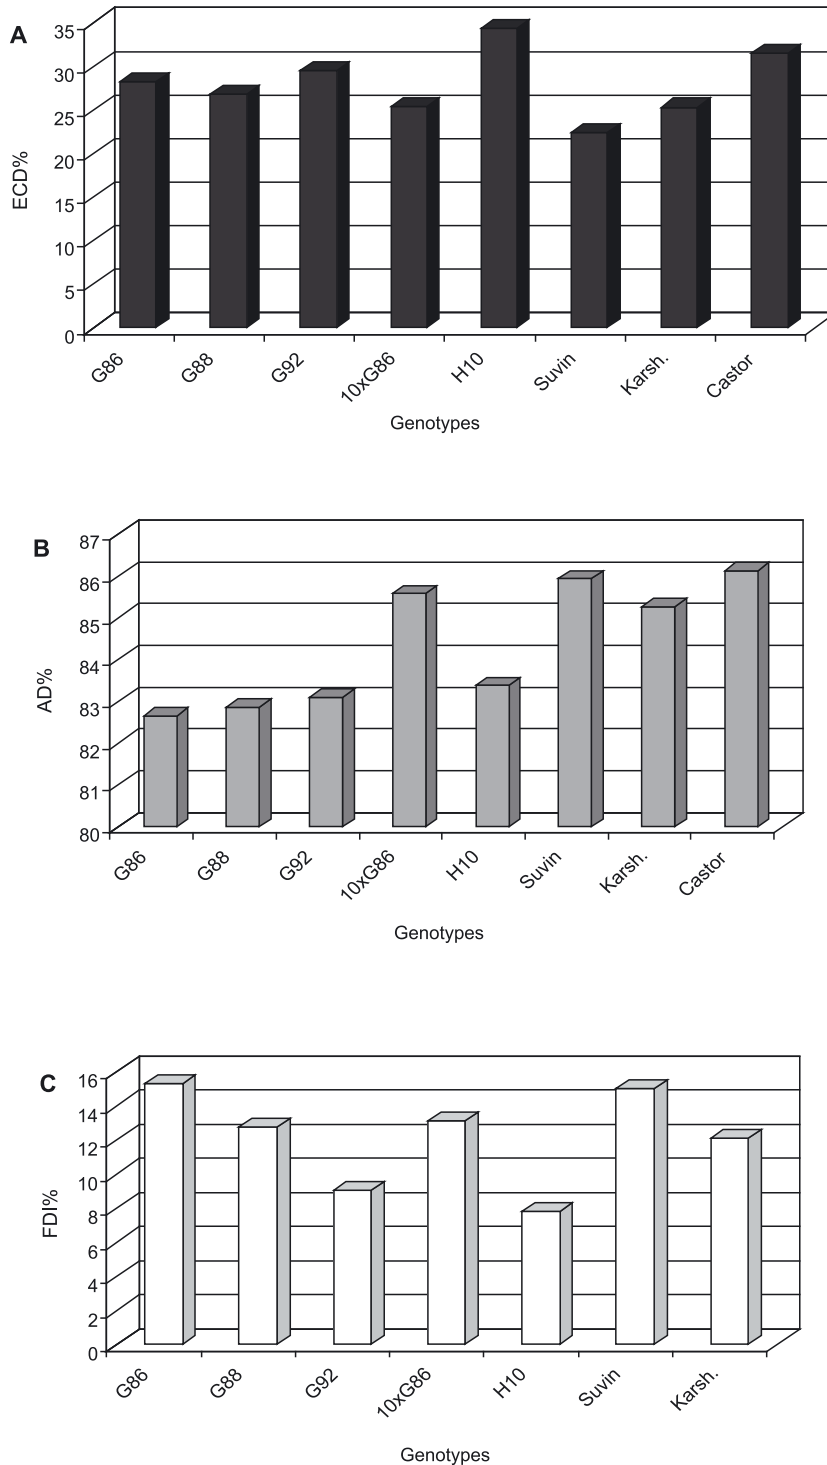 A
35
30
25
20
15
10
5
0
ECD%
G86
G88
G92
10xG86
H10
Suvin
Karsh.
Castor
Genotypes
B
87
86
85
84
83
82
81
80
AD%
G86
G88
G92
10xG86
H10
Suvin
Karsh.
Castor
Genotypes
C
16
14
12
10
8
6
4
2
0
FDI%
G86
G88
G92
10xG86
H10
Suvin
Karsh.
Genotypes